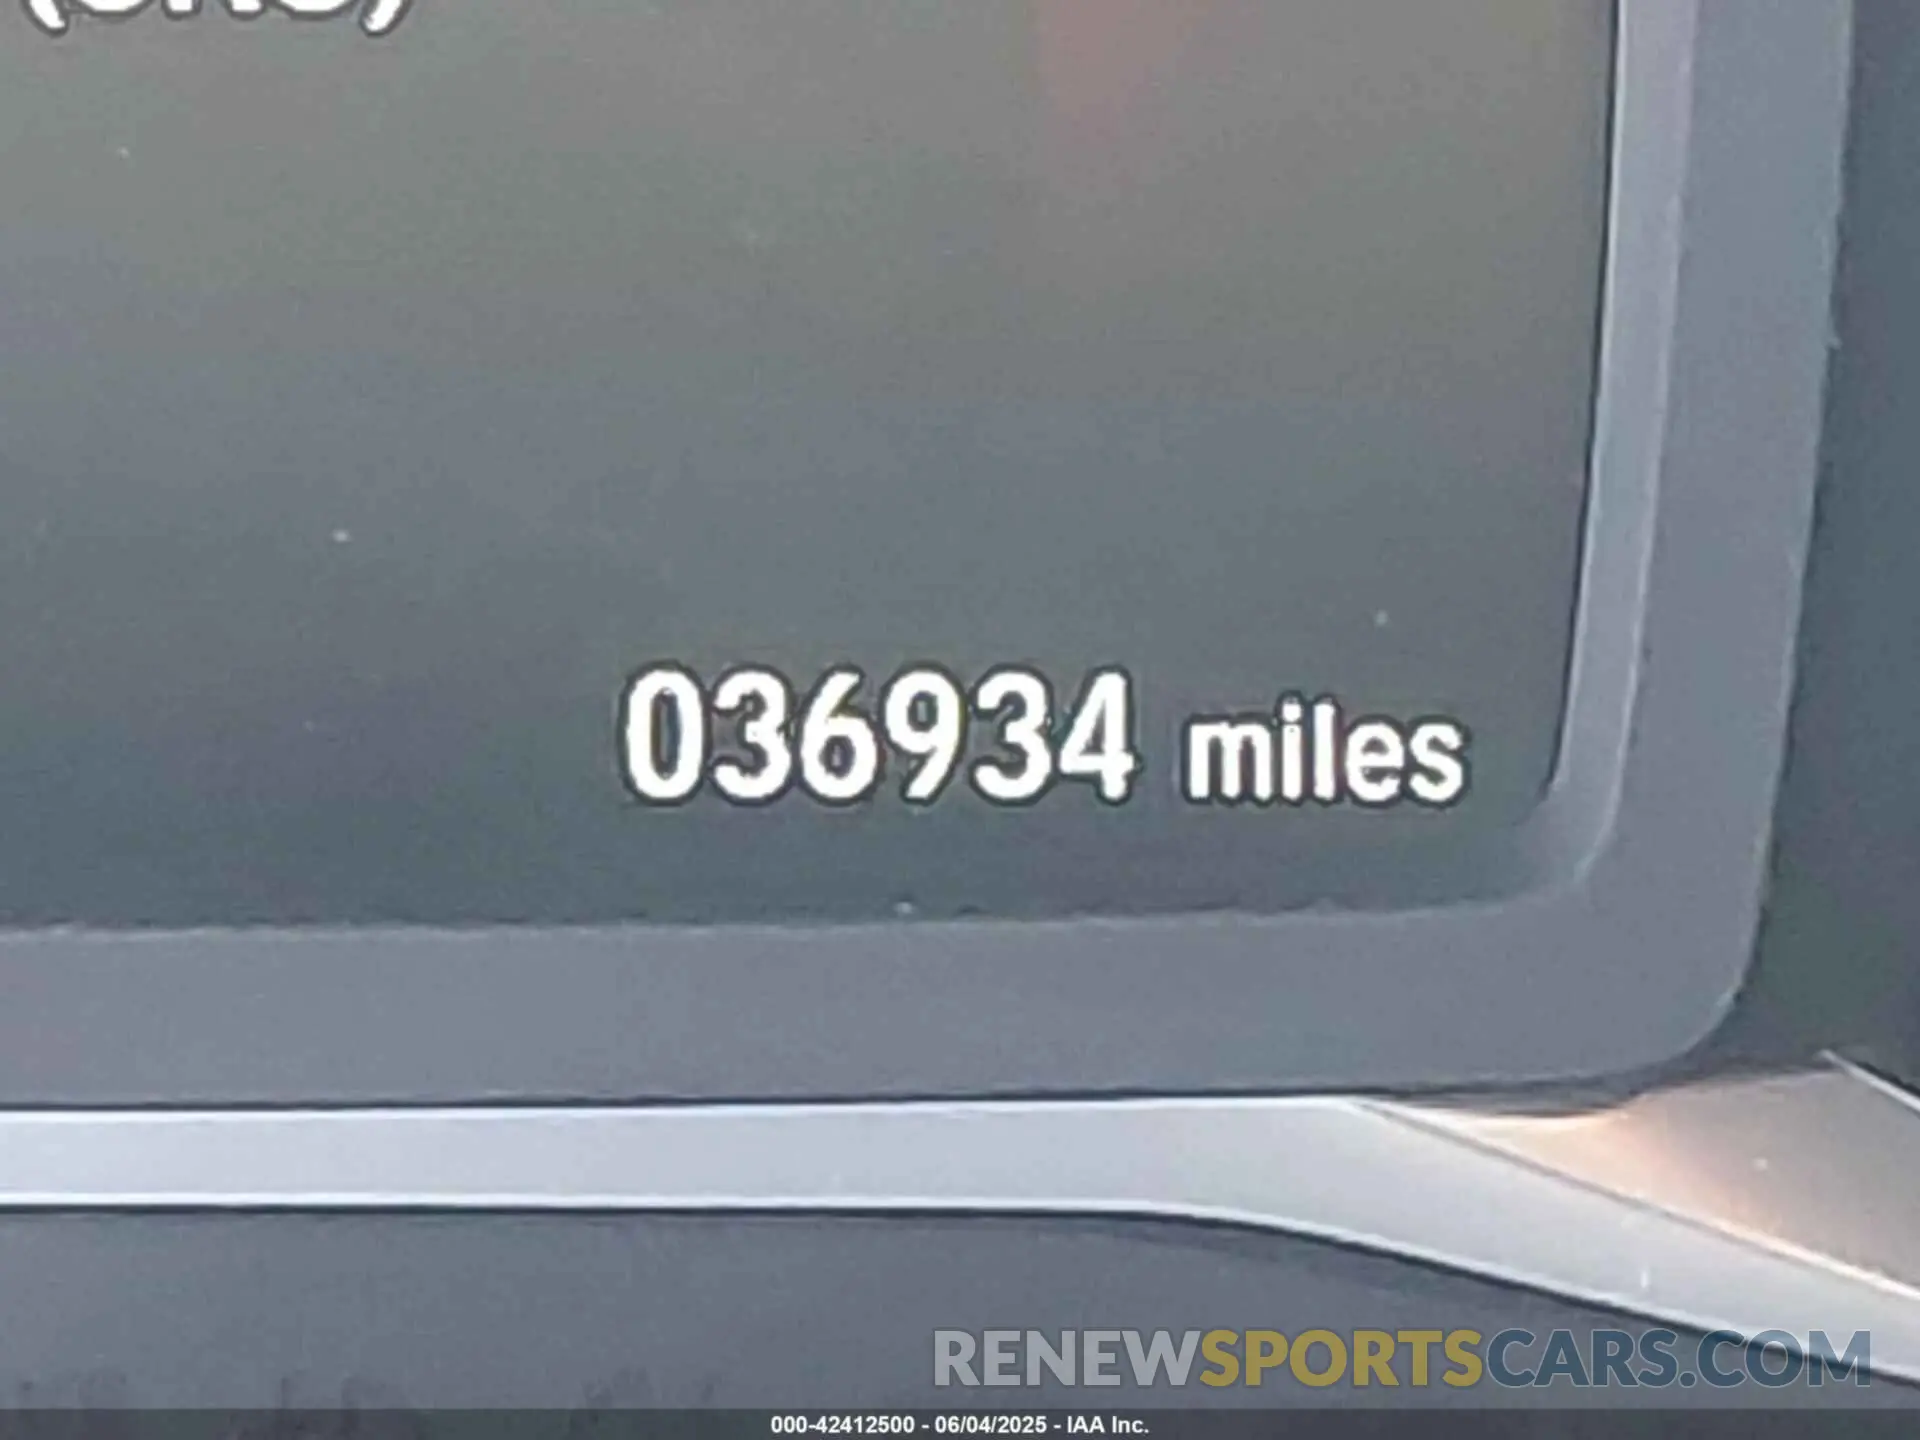 036934 miles
RENEWSPORTSCARS.COM
000-42412500 - 06/04/2025 - IAA Inc.